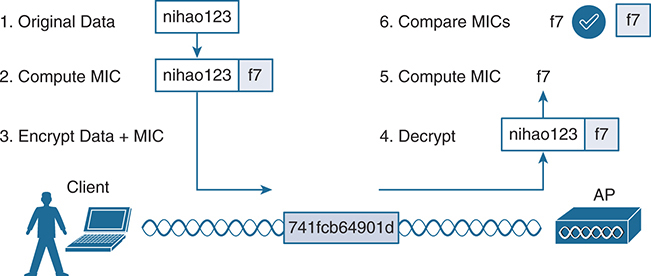 1. Original Data
nihao123
2. Compute MIC
nihao123 f7
3. Encrypt Data + MIC
6. Compare MICs f7 f7
5. Compute MIC f7
4. Decrypt
nihao123 f7
Client
741fcb64901d
AP